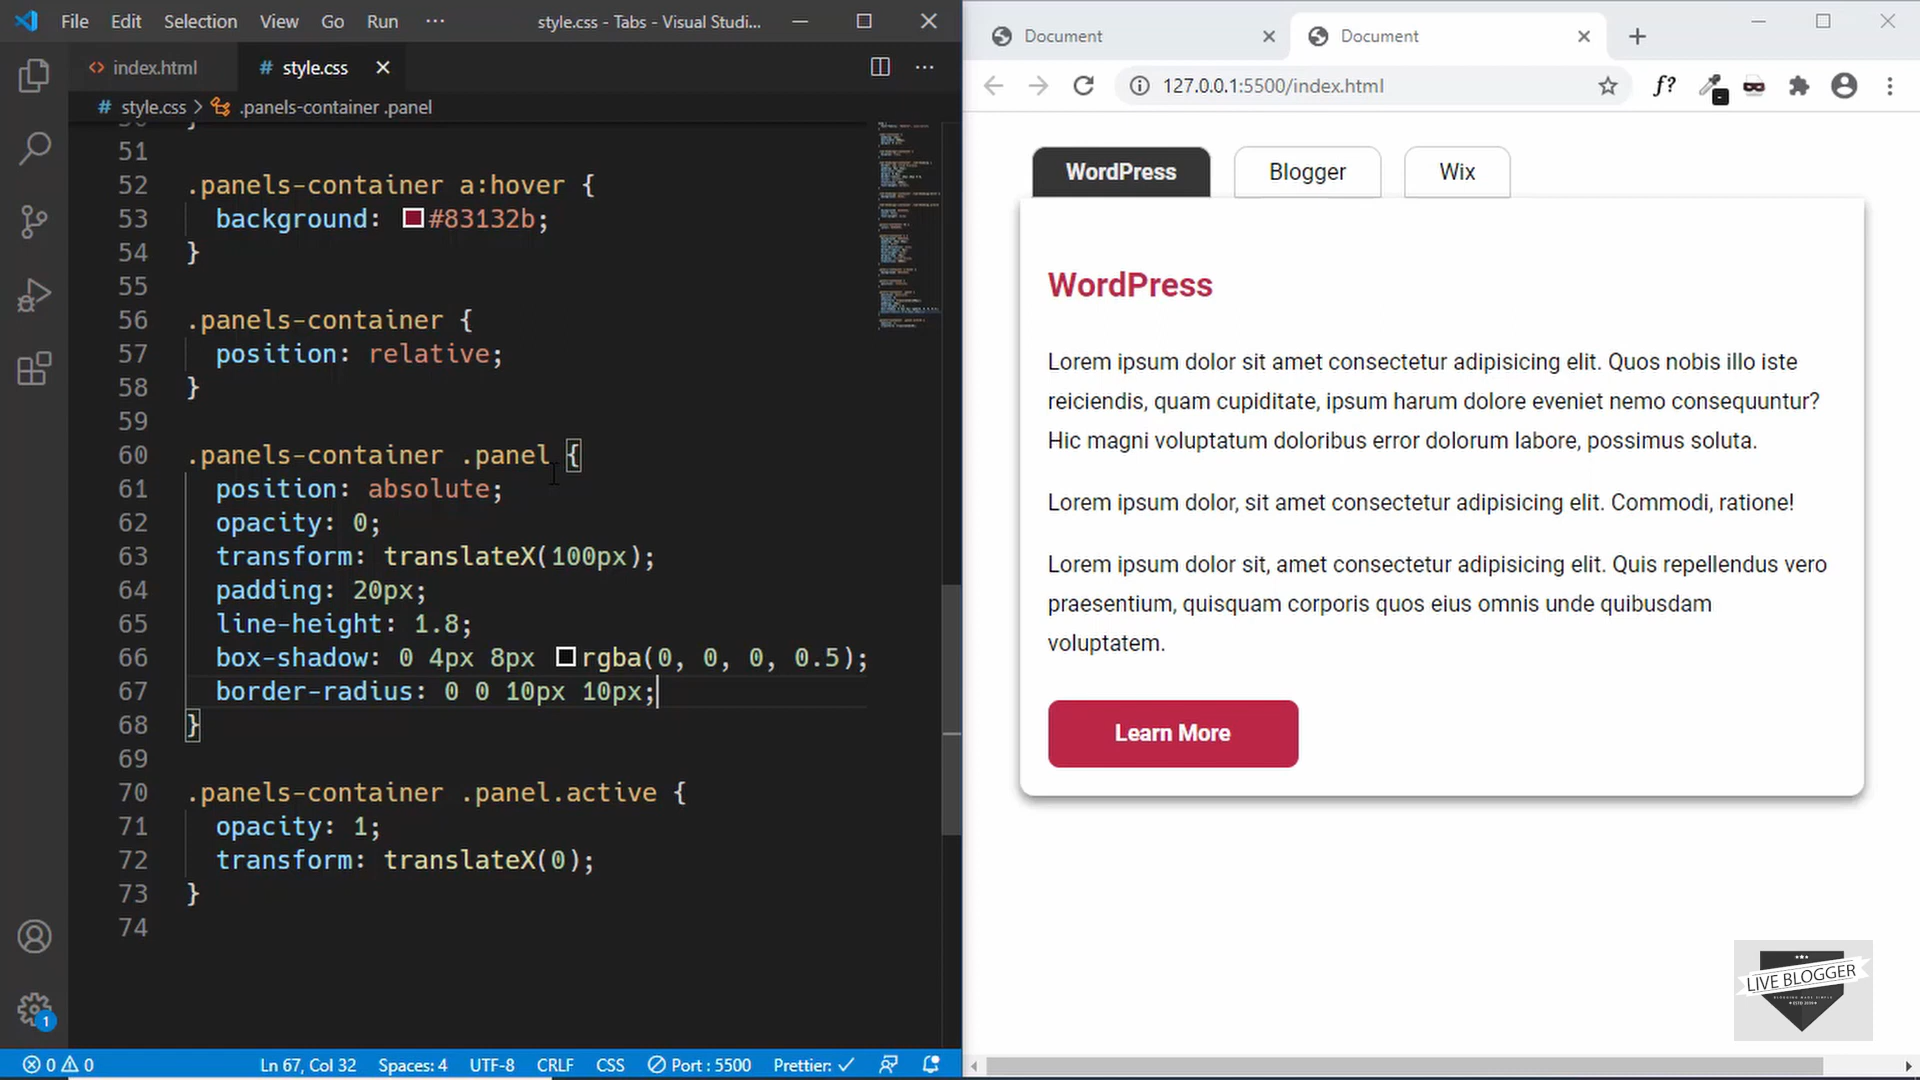 File Edit Selection View Go Run ··· style.css - Tabs - Visual Studi...
index.html
style.css
style.css > .panels-container .panel
50 }
51
52 .panels-container a:hover {
53 background: #83132b;
54 }
55
56 .panels-container {
57 position: relative;
58 }
59
60 .panels-container .panel {
61 position: absolute;
62 opacity: 0;
63 transform: translateX(100px);
64 padding: 20px;
65 line-height: 1.8;
66 box-shadow: 0 4px 8px rgba(0, 0, 0, 0.5);
67 border-radius: 0 0 10px 10px;
68 }
69
70 .panels-container .panel.active {
71 opacity: 1;
72 transform: translateX(0);
73 }
74
1
0 0 Ln 67, Col 32 Spaces: 4 UTF-8 CRLF CSS Port : 5500 Prettier: ✓
Document
Document
127.0.0.1:5500/index.html
f?
WordPress
Blogger
Wix
WordPress
Lorem ipsum dolor sit amet consectetur adipisicing elit. Quos nobis illo iste
reiciendis, quam cupiditate, ipsum harum dolore eveniet nemo consequuntur?
Hic magni voluptatum doloribus error dolorum labore, possimus soluta.
Lorem ipsum dolor, sit amet consectetur adipisicing elit. Commodi, ratione!
Lorem ipsum dolor sit, amet consectetur adipisicing elit. Quis repellendus vero
praesentium, quisquam corporis quos eius omnis unde quibusdam
voluptatem.
Learn More
LIVE BLOGGER